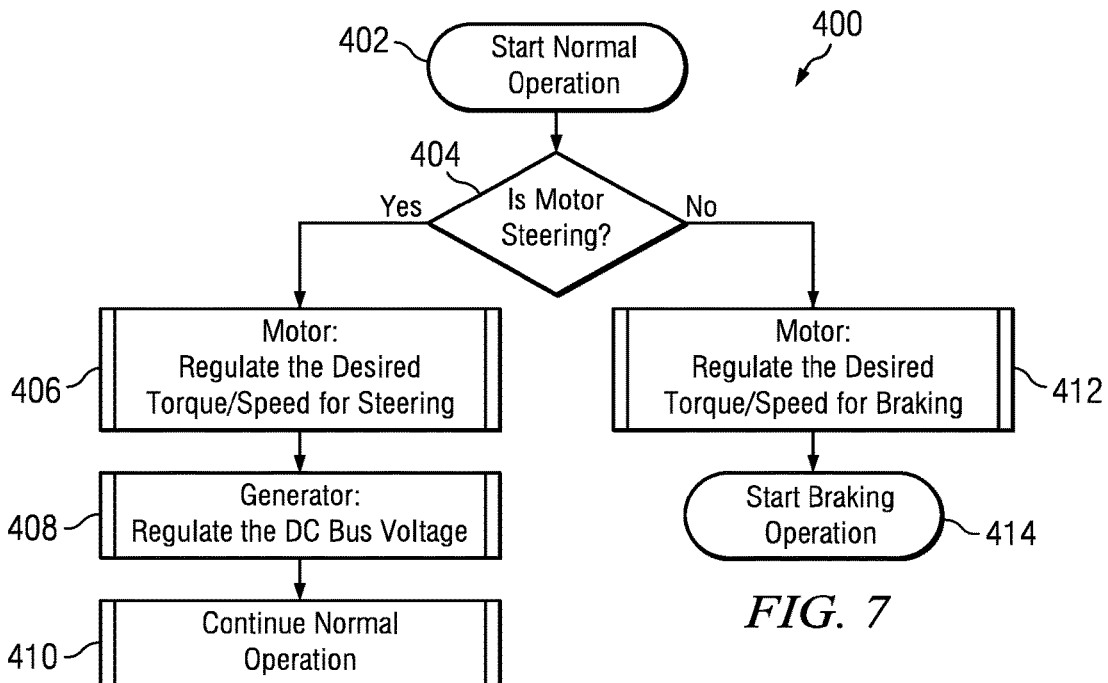 402
Start Normal
Operation
400
404
Is Motor
Steering?
Yes
No
406
Motor:
Regulate the Desired
Torque/Speed for Steering
Motor:
Regulate the Desired
Torque/Speed for Braking
412
408
Generator:
Regulate the DC Bus Voltage
Start Braking
Operation
414
410
Continue Normal
Operation
FIG. 7